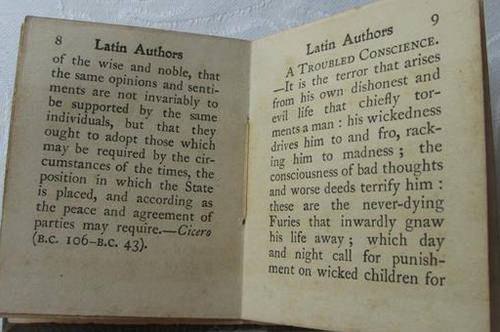 8 Latin Authors
of the wise and noble, that
the same opinions and senti-
ments are not invariably to
be supported by the same
individuals, but that they
ought to adopt those which
may be required by the cir-
cumstances of the times, the
position in which the State
is placed, and according as
the peace and agreement of
parties may require.—Cicero
(B.C. 106–B.C. 43).
Latin Authors 9
A TROUBLED CONSCIENCE.
—It is the terror that arises
from his own dishonest and
evil life that chiefly tor-
ments a man : his wickedness
drives him to and fro, rack-
ing him to madness ; the
consciousness of bad thoughts
and worse deeds terrify him :
these are the never-dying
Furies that inwardly gnaw
his life away ; which day
and night call for punish-
ment on wicked children for